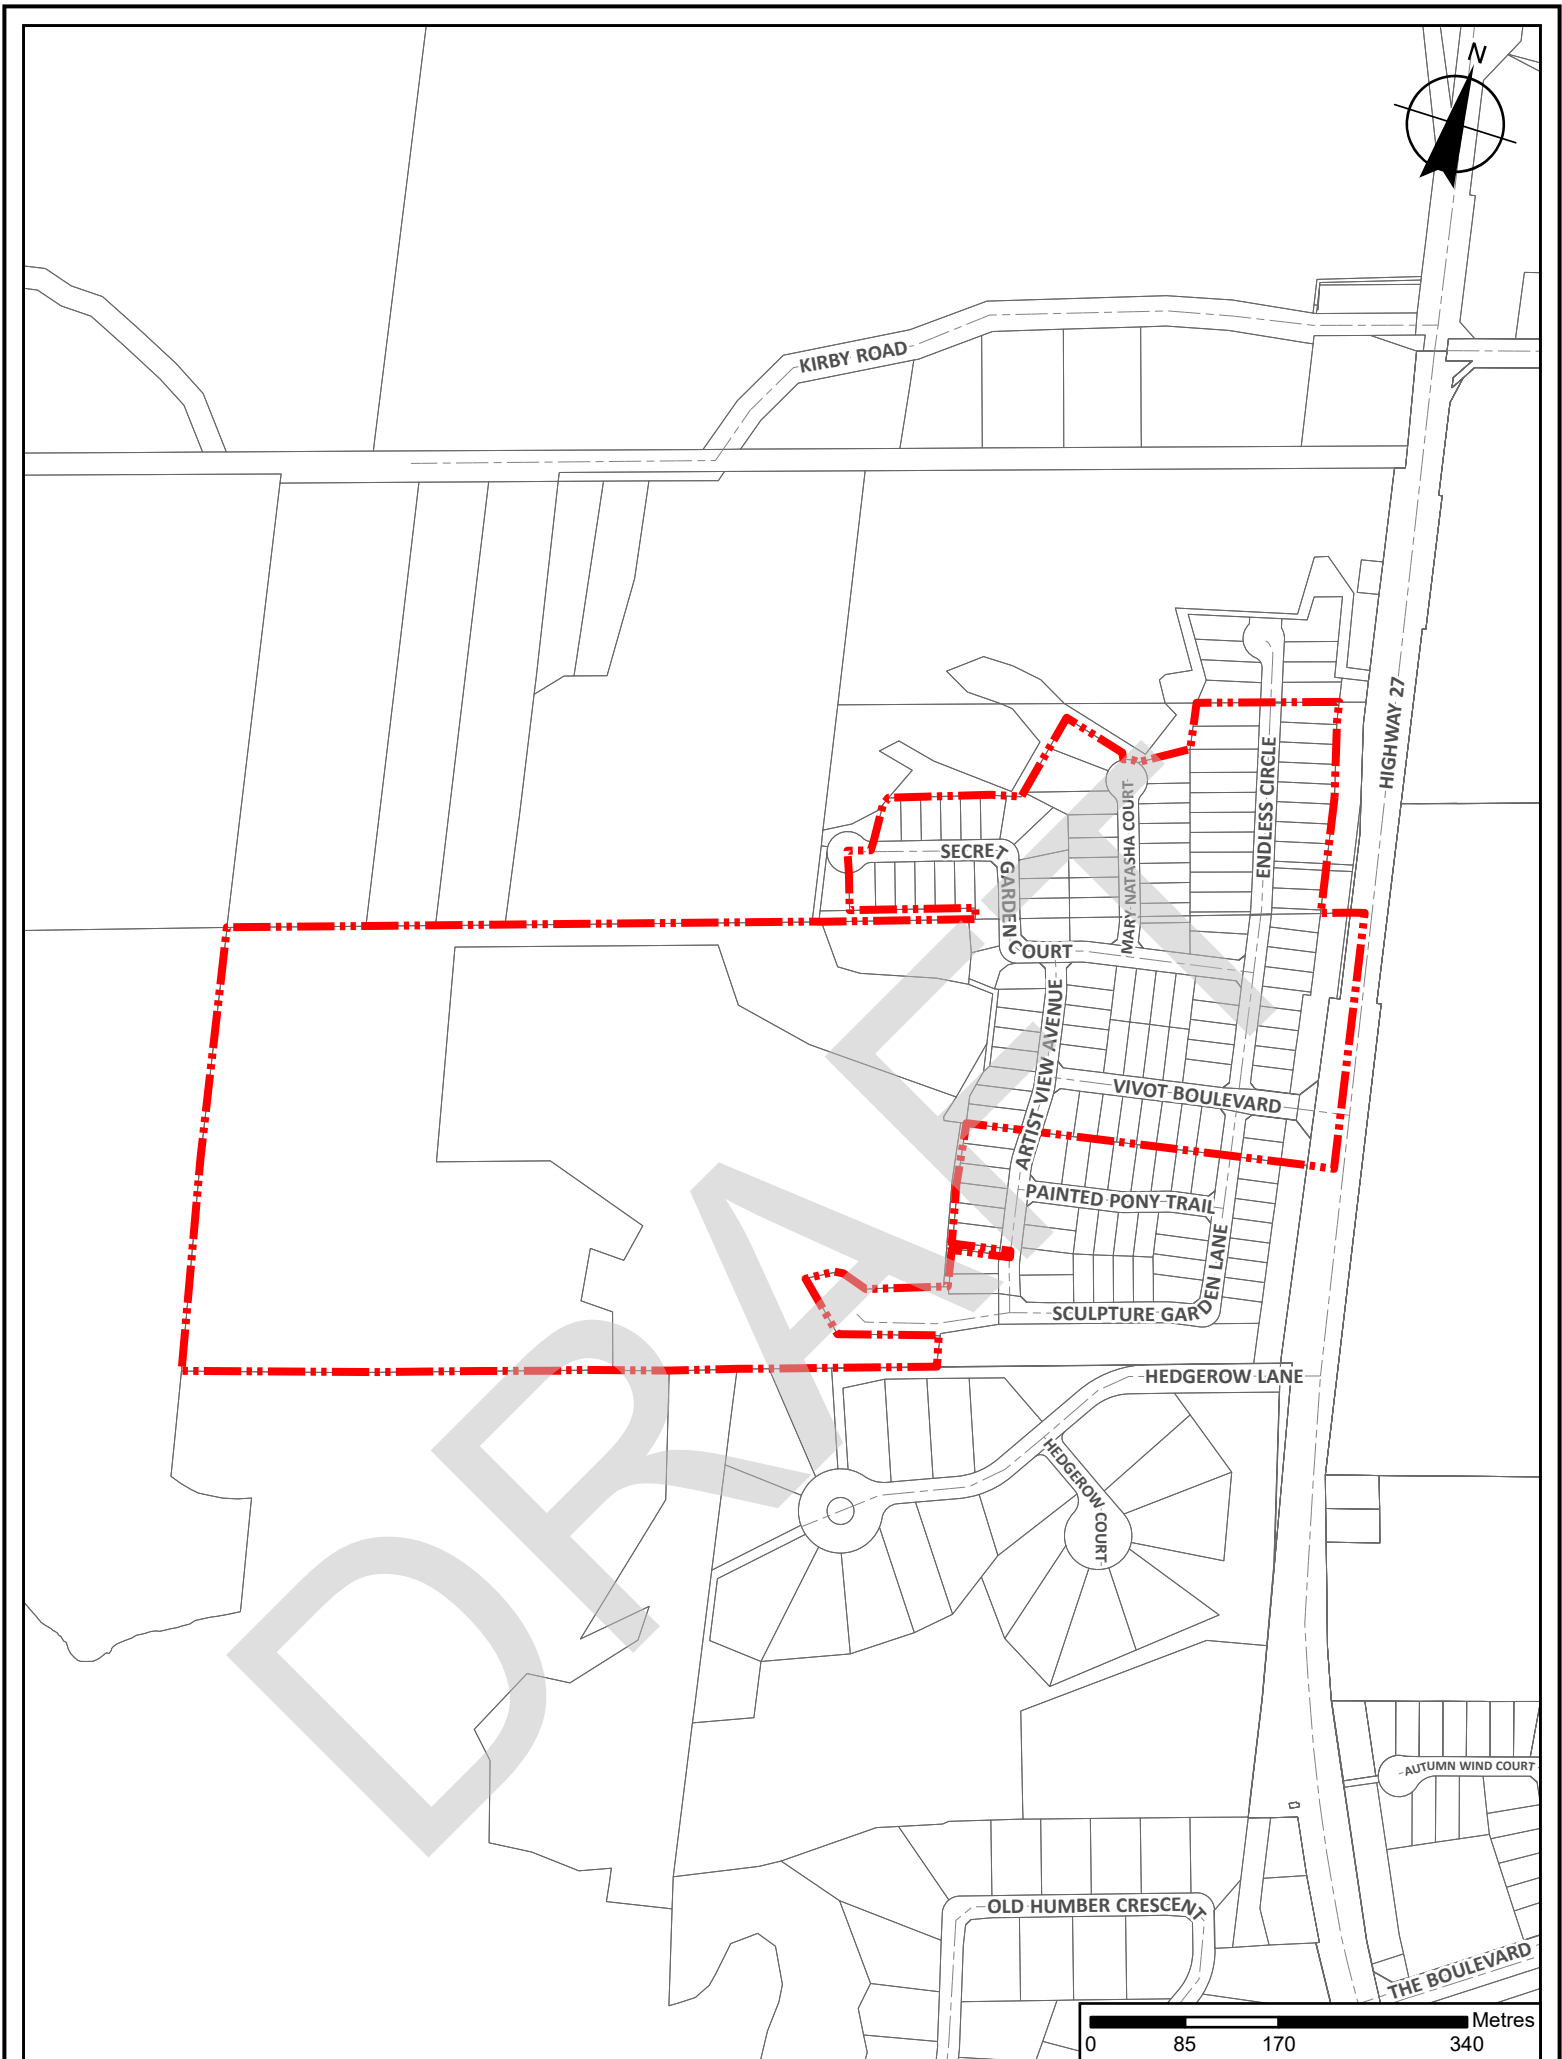 N
KIRBY ROAD
HIGHWAY 27
ENDLESS CIRCLE
MARY NATASHA COURT
SECRET GARDEN COURT
ARTIST VIEW AVENUE
VIVOT BOULEVARD
PAINTED PONY TRAIL
SCULPTURE GARDEN LANE
HEDGEROW LANE
HEDGEROW COURT
DRAFT
AUTUMN WIND COURT
OLD HUMBER CRESCENT
THE BOULEVARD
Metres
0 85 170 340